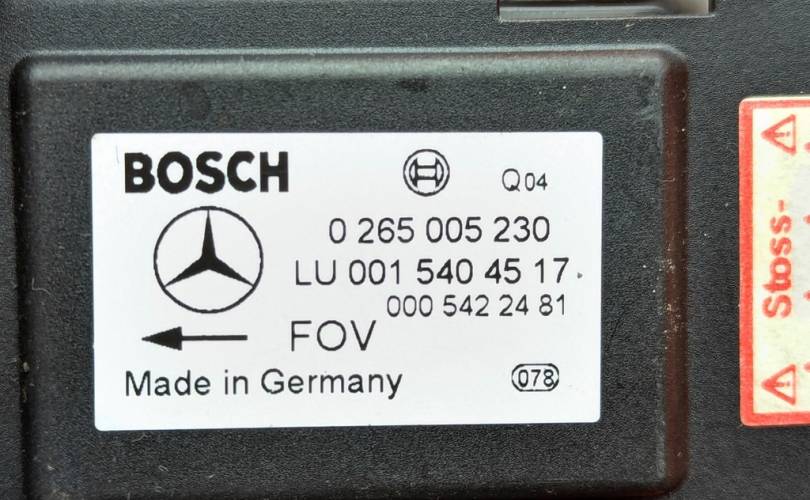 BOSCH
Q04
0 265 005 230
LU 001 540 45 17
000 542 24 81
FOV
Made in Germany
078
Stoss-